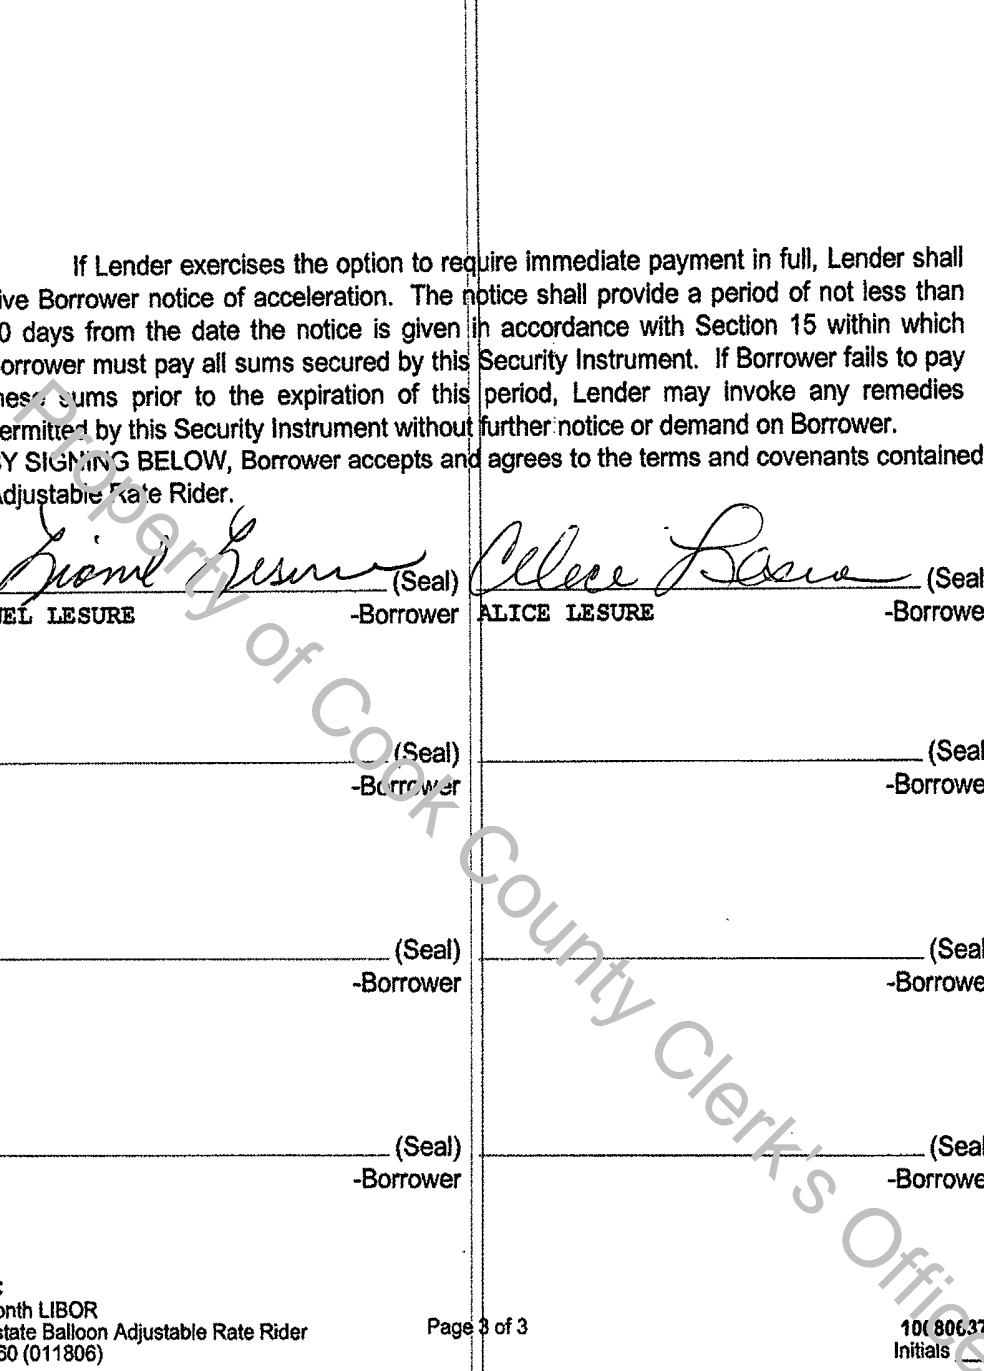 If Lender exercises the option to require immediate payment in full, Lender shall
ive Borrower notice of acceleration. The notice shall provide a period of not less than
0 days from the date the notice is given in accordance with Section 15 within which
orrower must pay all sums secured by this Security Instrument. If Borrower fails to pay
hese sums prior to the expiration of this period, Lender may invoke any remedies
ermitted by this Security Instrument without further notice or demand on Borrower.
BY SIGNING BELOW, Borrower accepts and agrees to the terms and covenants contained
Adjustable Rate Rider.
(Seal) (Seal
EL LESURE -Borrower ALICE LESURE -Borrowe
(Seal) (Seal
-Borrower -Borrowe
(Seal) (Seal
-Borrower -Borrowe
(Seal) (Seal
-Borrower -Borrowe
onth LIBOR
state Balloon Adjustable Rate Rider Page 3 of 3
60 (011806) Initials
Property of Cook County Clerk's Office